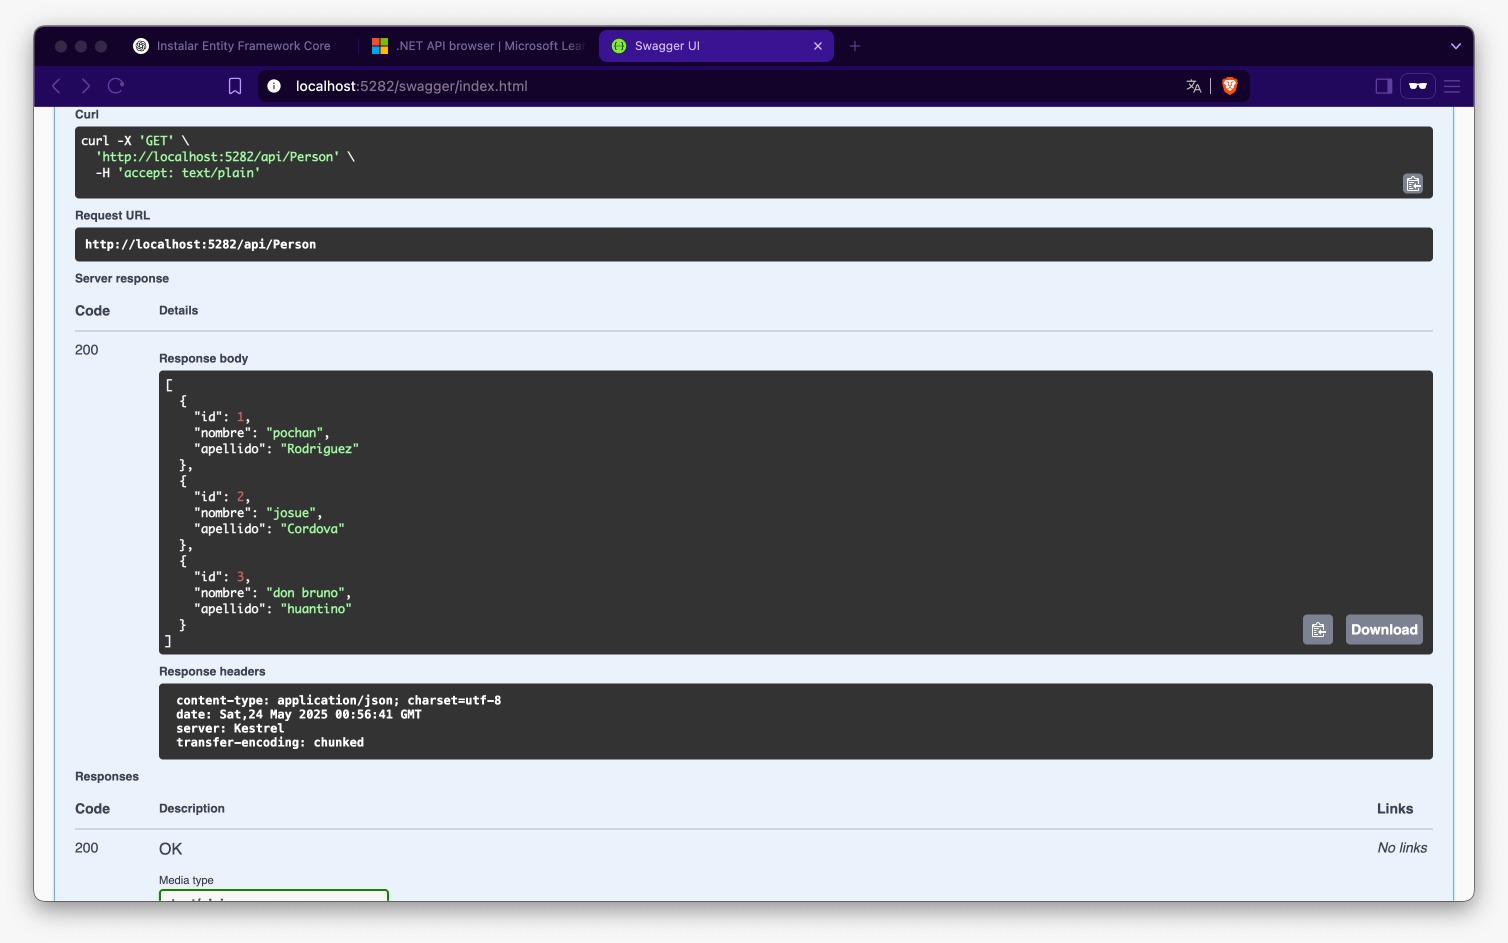 Instalar Entity Framework Core
.NET API browser | Microsoft Lea
Swagger UI
localhost:5282/swagger/index.html
Curl
curl -X 'GET' \
'http://localhost:5282/api/Person' \
-H 'accept: text/plain'
Request URL
http://localhost:5282/api/Person
Server response
Code
Details
200
Response body
[
{
"id": 1,
"nombre": "pochan",
"apellido": "Rodriguez"
},
{
"id": 2,
"nombre": "josue",
"apellido": "Cordova"
},
{
"id": 3,
"nombre": "don bruno",
"apellido": "huantino"
}
]
Download
Response headers
content-type: application/json; charset=utf-8
date: Sat,24 May 2025 00:56:41 GMT
server: Kestrel
transfer-encoding: chunked
Responses
Code
Description
Links
200
OK
No links
Media type